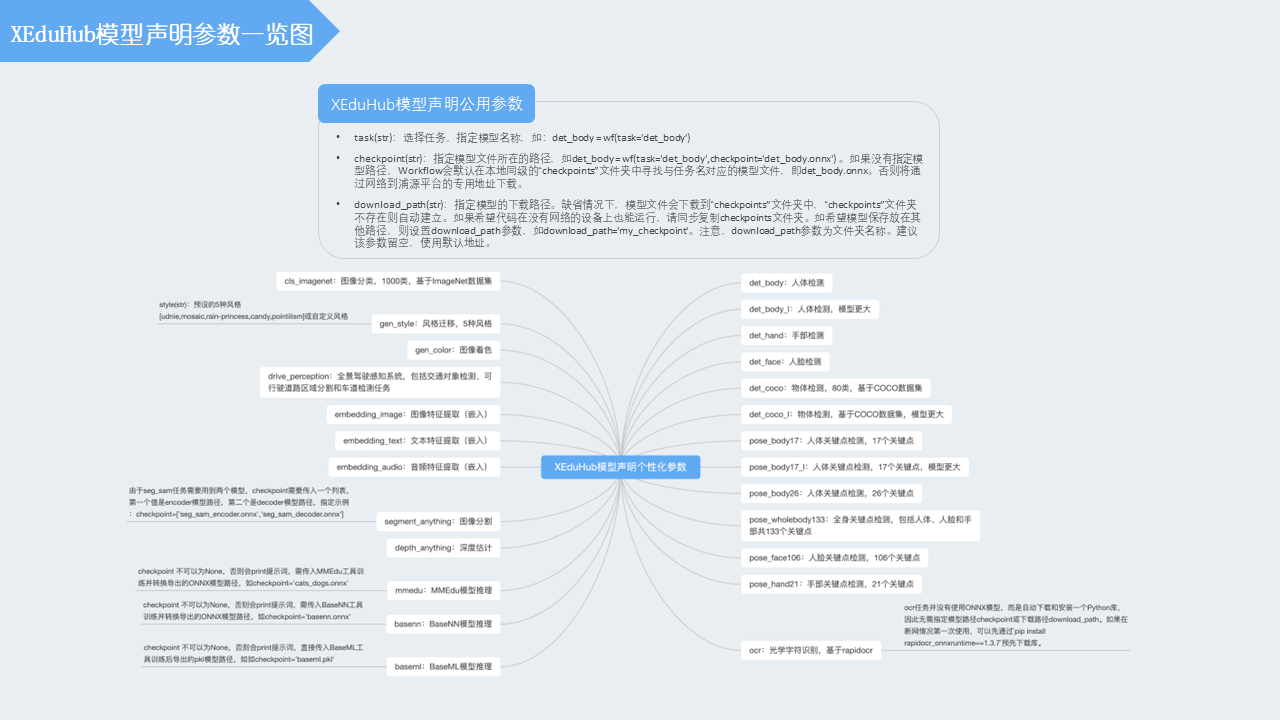 XEduHub模型声明参数一览图
XEduHub模型声明公用参数
• task(str)：选择任务，指定模型名称，如：det_body = wf(task='det_body')
• checkpoint(str)：指定模型文件所在的路径，如det_body = wf(task='det_body',checkpoint='det_body.onnx') 。如果没有指定模
型路径，Workflow会默认在本地同级的“checkpoints”文件夹中寻找与任务名对应的模型文件，即det_body.onnx。否则将通
过网络到浦源平台的专用地址下载。
• download_path(str)：指定模型的下载路径。缺省情况下，模型文件会下载到“checkpoints”文件夹中，“checkpoints”文件夹
不存在则自动建立。如果希望代码在没有网络的设备上也能运行，请同步复制checkpoints文件夹。如希望模型保存放在其
他路径，则设置download_path参数，如download_path='my_checkpoint'。注意，download_path参数为文件夹名称。建议
该参数留空，使用默认地址。
cls_imagenet：图像分类，1000类，基于ImageNet数据集
style(str)：预设的5种风格
[udnie,mosaic,rain-princess,candy,pointilism]或自定义风格
gen_style：风格迁移，5种风格
gen_color：图像着色
drive_perception：全景驾驶感知系统，包括交通对象检测、可
行驶道路区域分割和车道检测任务
embedding_image：图像特征提取（嵌入）
embedding_text：文本特征提取（嵌入）
embedding_audio：音频特征提取（嵌入）
由于seg_sam任务需要用到两个模型，checkpoint需要传入一个列表，
第一个值是encoder模型路径，第二个是decoder模型路径，指定示例
：checkpoint=['seg_sam_encoder.onnx','seg_sam_decoder.onnx']
segment_anything：图像分割
depth_anything：深度估计
checkpoint 不可以为None，否则会print提示词，需传入MMEdu工具训
练并转换导出的ONNX模型路径，如checkpoint='cats_dogs.onnx'
mmedu：MMEdu模型推理
checkpoint 不可以为None，否则会print提示词，需传入BaseNN工具
训练并转换导出的ONNX模型路径，如checkpoint='basenn.onnx'
basenn：BaseNN模型推理
checkpoint 不可以为None，否则会print提示词，直接传入BaseML工
具训练后导出的pkl模型路径，如如checkpoint='baseml.pkl'
baseml：BaseML模型推理
XEduHub模型声明个性化参数
det_body：人体检测
det_body_l：人体检测，模型更大
det_hand：手部检测
det_face：人脸检测
det_coco：物体检测，80类，基于COCO数据集
det_coco_l：物体检测，基于COCO数据集，模型更大
pose_body17：人体关键点检测，17个关键点
pose_body17_l：人体关键点检测，17个关键点，模型更大
pose_body26：人体关键点检测，26个关键点
pose_wholebody133：全身关键点检测，包括人体、人脸和手
部共133个关键点
pose_face106：人脸关键点检测，106个关键点
pose_hand21：手部关键点检测，21个关键点
ocr任务并没有使用ONNX模型，而是自动下载和安装一个Python库，
因此无需指定模型路径checkpoint或下载路径download_path。如果在
断网情况第一次使用，可以先通过`pip install
rapidocr_onnxruntime==1.3.7`预先下载库。
ocr：光学字符识别，基于rapidocr